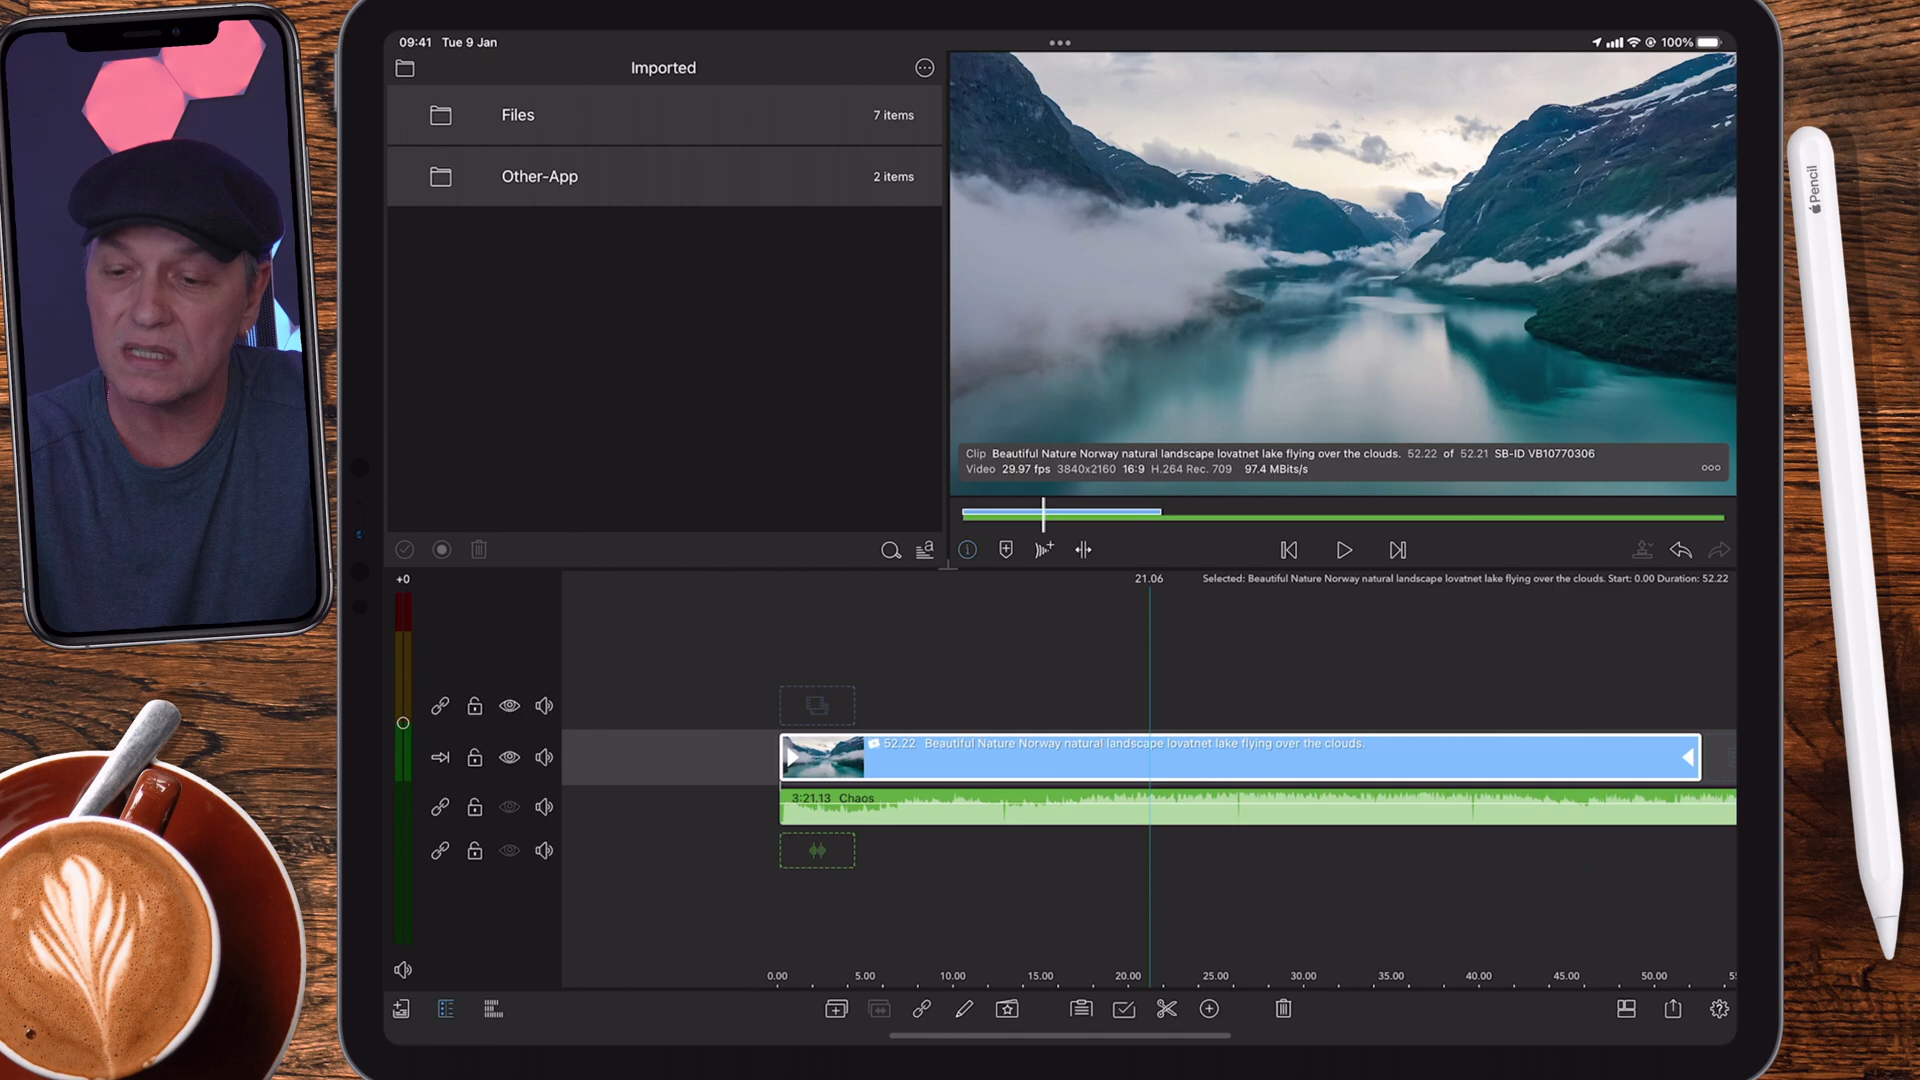 09:41 Tue 9 Jan
100%
Imported
Files
7 items
Other-App
2 items
Clip Beautiful Nature Norway natural landscape lovatnet lake flying over the clouds. 52.22 of 52.21 SB-ID VB10770306
Video 29.97 fps 3840x2160 16:9 H.264 Rec. 709 97.4 MBits/s
+0
21.06
Selected: Beautiful Nature Norway natural landscape lovatnet lake flying over the clouds. Start: 0.00 Duration: 52.22
52.22 Beautiful Nature Norway natural landscape lovatnet lake flying over the clouds.
3:21.13 Chaos
0.00 5.00 10.00 15.00 20.00 25.00 30.00 35.00 40.00 45.00 50.00
Pencil